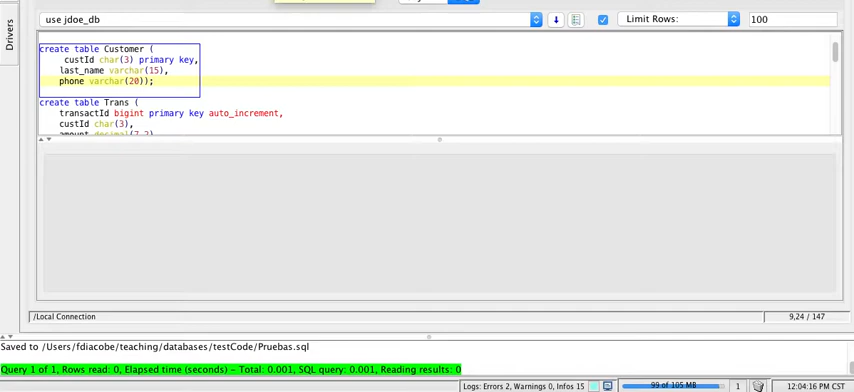 Drivers
use jdoe_db
Limit Rows:
100
create table Customer (
custId char(3) primary key,
last_name varchar(15),
phone varchar(20));
create table Trans (
transactId bigint primary key auto_increment,
custId char(3),
amount decimal(7,2)
/Local Connection
9,24 / 147
Saved to /Users/fdiacobe/teaching/databases/testCode/Pruebas.sql
Query 1 of 1, Rows read: 0, Elapsed time (seconds) – Total: 0.001, SQL query: 0.001, Reading results: 0
Logs: Errors 2, Warnings 0, Infos 15
99 of 105 MB
1
12:04:16 PM CST